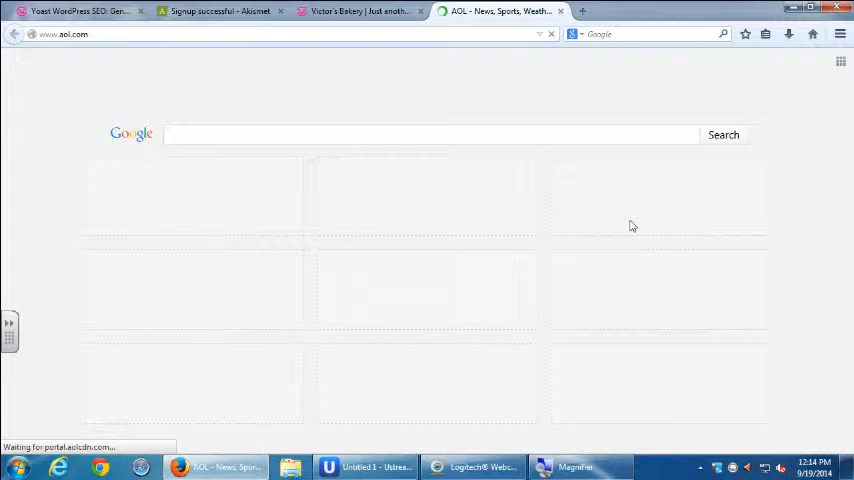 Yoast WordPress SEO: Gen...
Signup successful - Akismet
Victor's Bakery | Just anoth...
AOL - News, Sports, Weath...
www.aol.com
Google
Google
Search
Waiting for portal.aolcdn.com...
AOL - News, Spor...
Untitled 1 - Ustrea...
Logitech® Webc...
Magnifier
12:14 PM
9/19/2014